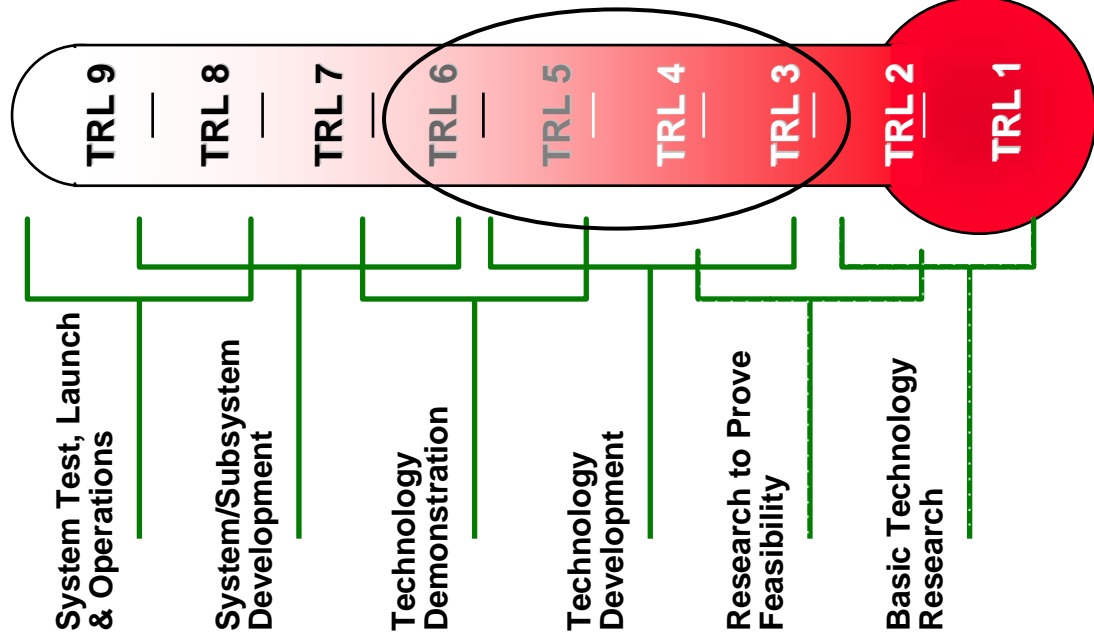 TRL 9
TRL 8
TRL 7
TRL 6
TRL 5
TRL 4
TRL 3
TRL 2
TRL 1
System Test, Launch
& Operations
System/Subsystem
Development
Technology
Demonstration
Technology
Development
Research to Prove
Feasibility
Basic Technology
Research